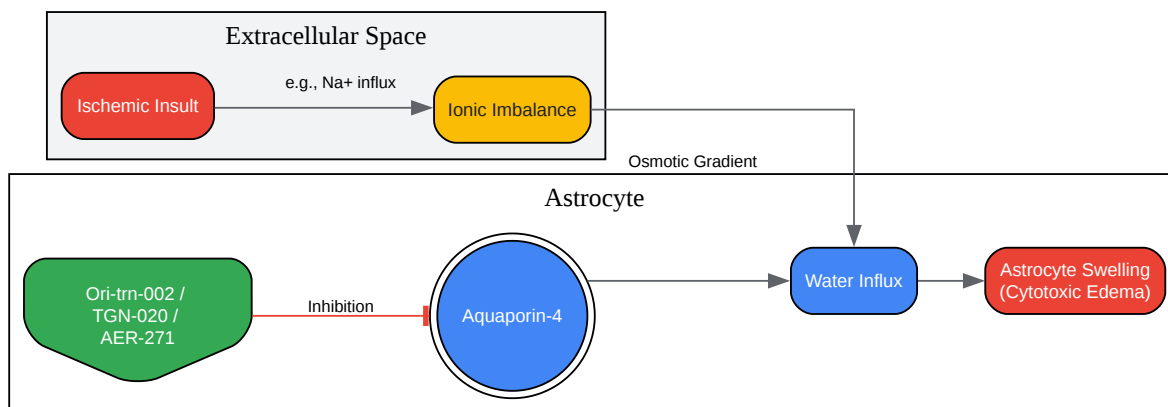 Extracellular Space
Ischemic Insult
e.g., Na+ influx
Ionic Imbalance
Osmotic Gradient
Astrocyte
Ori-trn-002 /
TGN-020 /
AER-271
Inhibition
Aquaporin-4
Water Influx
Astrocyte Swelling
(Cytotoxic Edema)